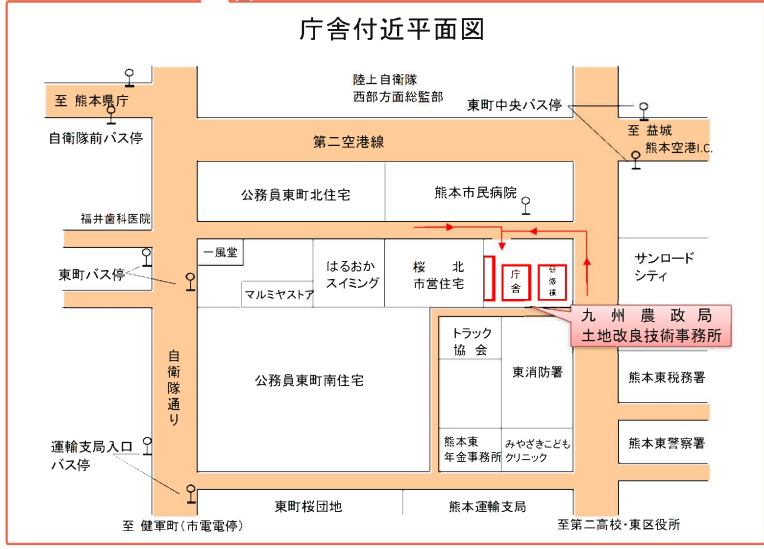 庁舎付近平面図
陸上自衛隊
西部方面総監部
至 熊本県庁
東町中央バス停
自衛隊前バス停
第二空港線
至 益城
熊本空港I.C.
公務員東町北住宅
熊本市民病院
福井歯科医院
一風堂
東町バス停
はるおか
スイミング
桜 北
市営住宅
庁
舎
研
修
棟
サンロード
シティ
マルミヤストア
九 州 農 政 局
土地改良技術事務所
トラック
協 会
自衛隊通り
公務員東町南住宅
東消防署
熊本東税務署
運輸支局入口
バス停
熊本東
年金事務所
みやざきこども
クリニック
熊本東警察署
東町桜団地
熊本運輸支局
至 健軍町(市電電停)
至第二高校・東区役所